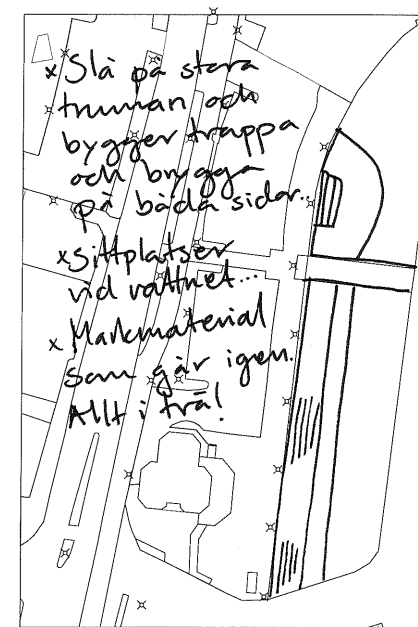 x Slå på stora
trumman och
bygger trappa
och brygga
på båda sidor..
x Sittplatser
vid vattnet...
x Markmaterial
som går igen.
Allt i trä!